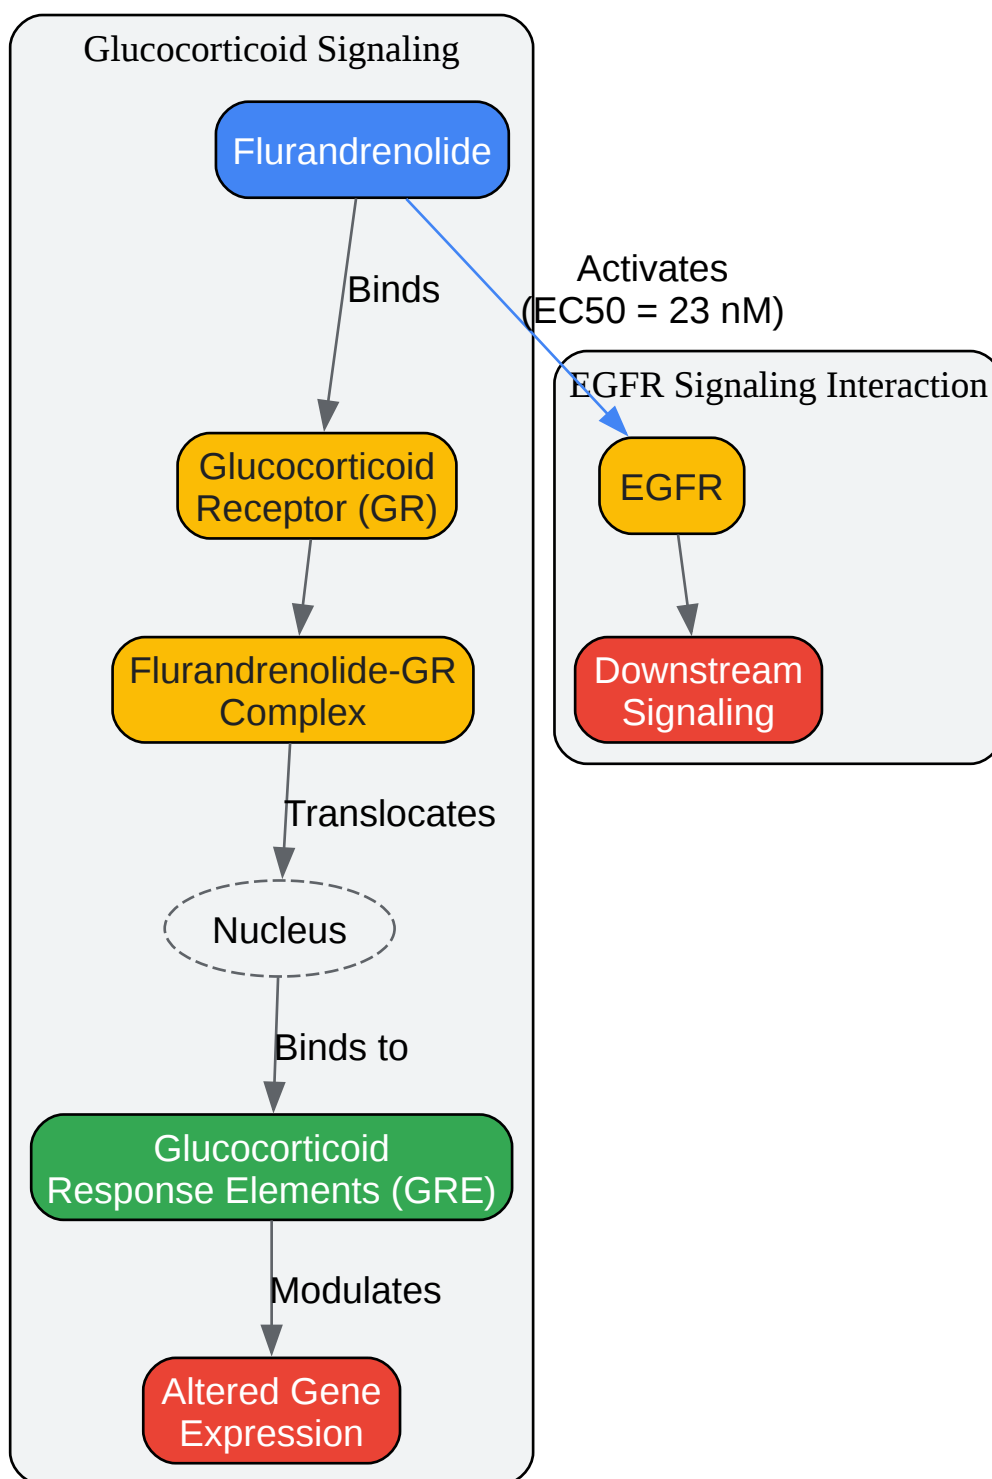 Glucocorticoid Signaling
Flurandrenolide
Binds
Activates
(EC50 = 23 nM)
EGFR Signaling Interaction
Glucocorticoid
Receptor (GR)
EGFR
Flurandrenolide-GR
Complex
Downstream
Signaling
Translocates
Nucleus
Binds to
Glucocorticoid
Response Elements (GRE)
Modulates
Altered Gene
Expression